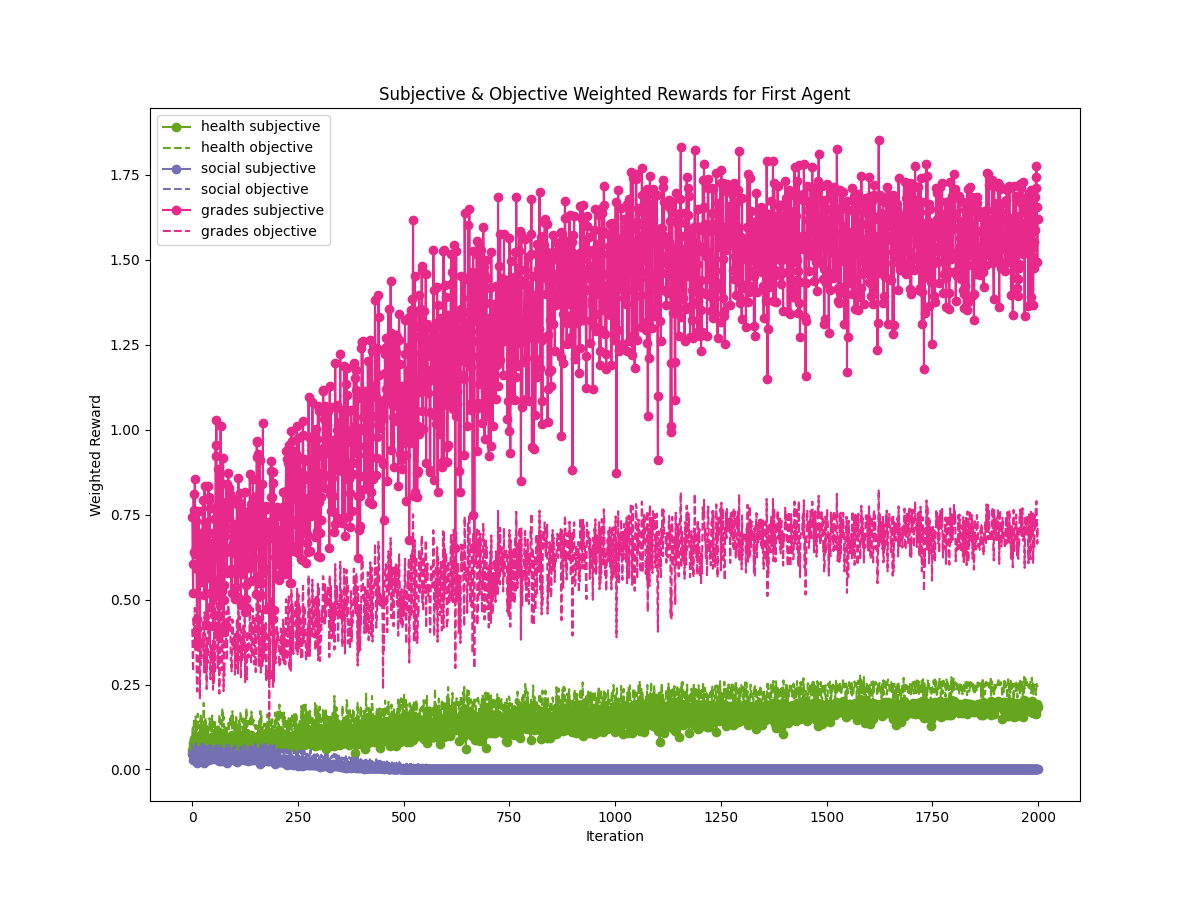 Subjective & Objective Weighted Rewards for First Agent
health subjective
health objective
social subjective
social objective
grades subjective
grades objective
Weighted Reward
1.75
1.50
1.25
1.00
0.75
0.50
0.25
0.00
0 250 500 750 1000 1250 1500 1750 2000
Iteration